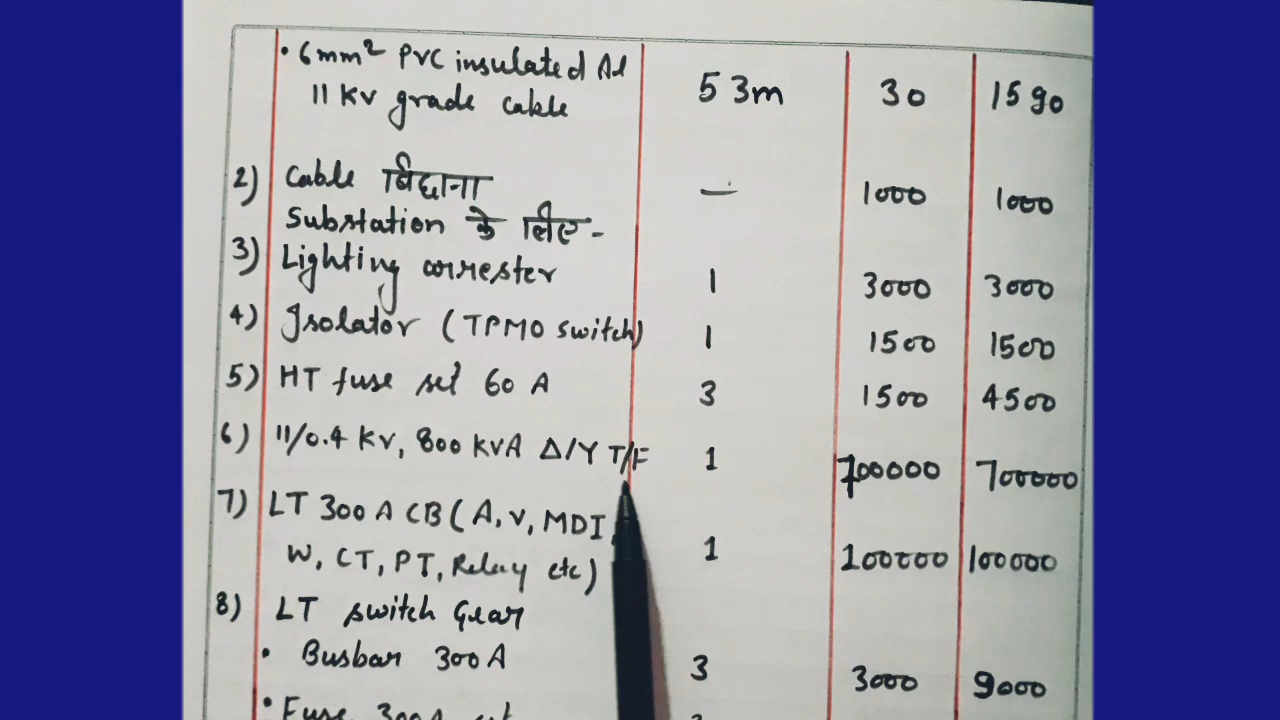 • 6mm² PVC insulated Al
11 KV grade cable 53m 30 1590
2) Cable बिछाना — 1000 1000
Substation के लिए -
3) Lighting arrester 1 3000 3000
4) Isolator (TPMO switch) 1 1500 1500
5) HT fuse set 60 A 3 1500 4500
6) 11/0.4 KV, 800 KVA Δ/Y T/F 1 700000 700000
7) LT 300 A CB (A, V, MDI,
W, CT, PT, Relay etc) 1 100000 100000
8) LT switch Gear
• Busbar 300 A 3 3000 9000
• Fuse 300A set